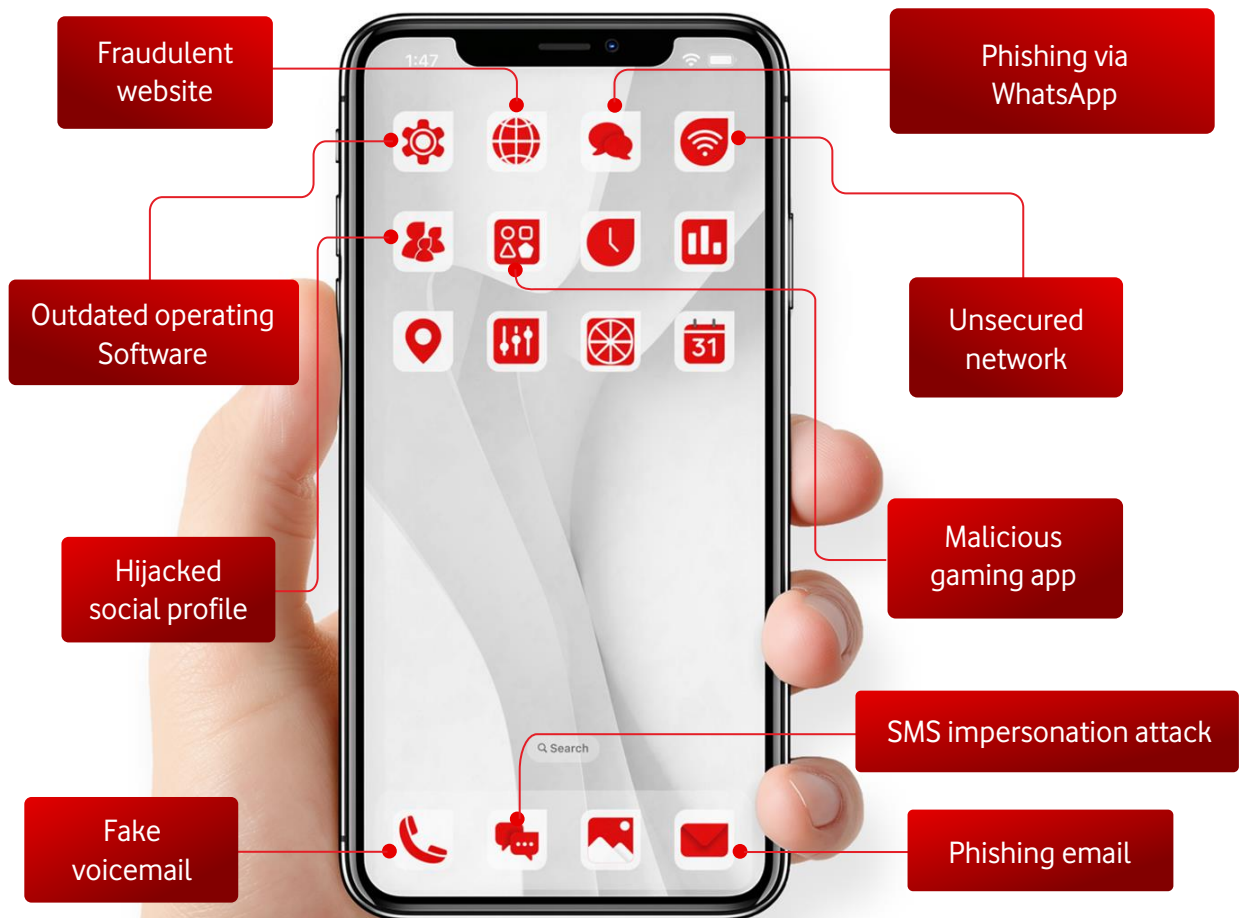 Fraudulent
website
Phishing via
WhatsApp
1:47
Outdated operating
Software
31
Unsecured
network
Malicious
gaming app
Hijacked
social profile
SMS impersonation attack
Search
Fake
voicemail
Phishing email